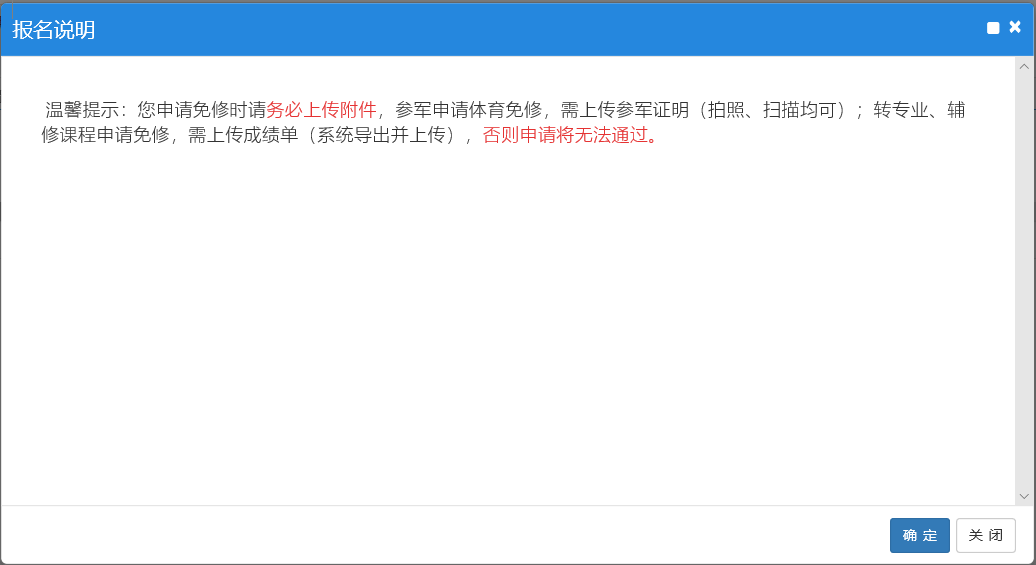 报名说明
温馨提示：您申请免修时请务必上传附件，参军申请体育免修，需上传参军证明（拍照、扫描均可）；转专业、辅
修课程申请免修，需上传成绩单（系统导出并上传），否则申请将无法通过。
确 定 关 闭